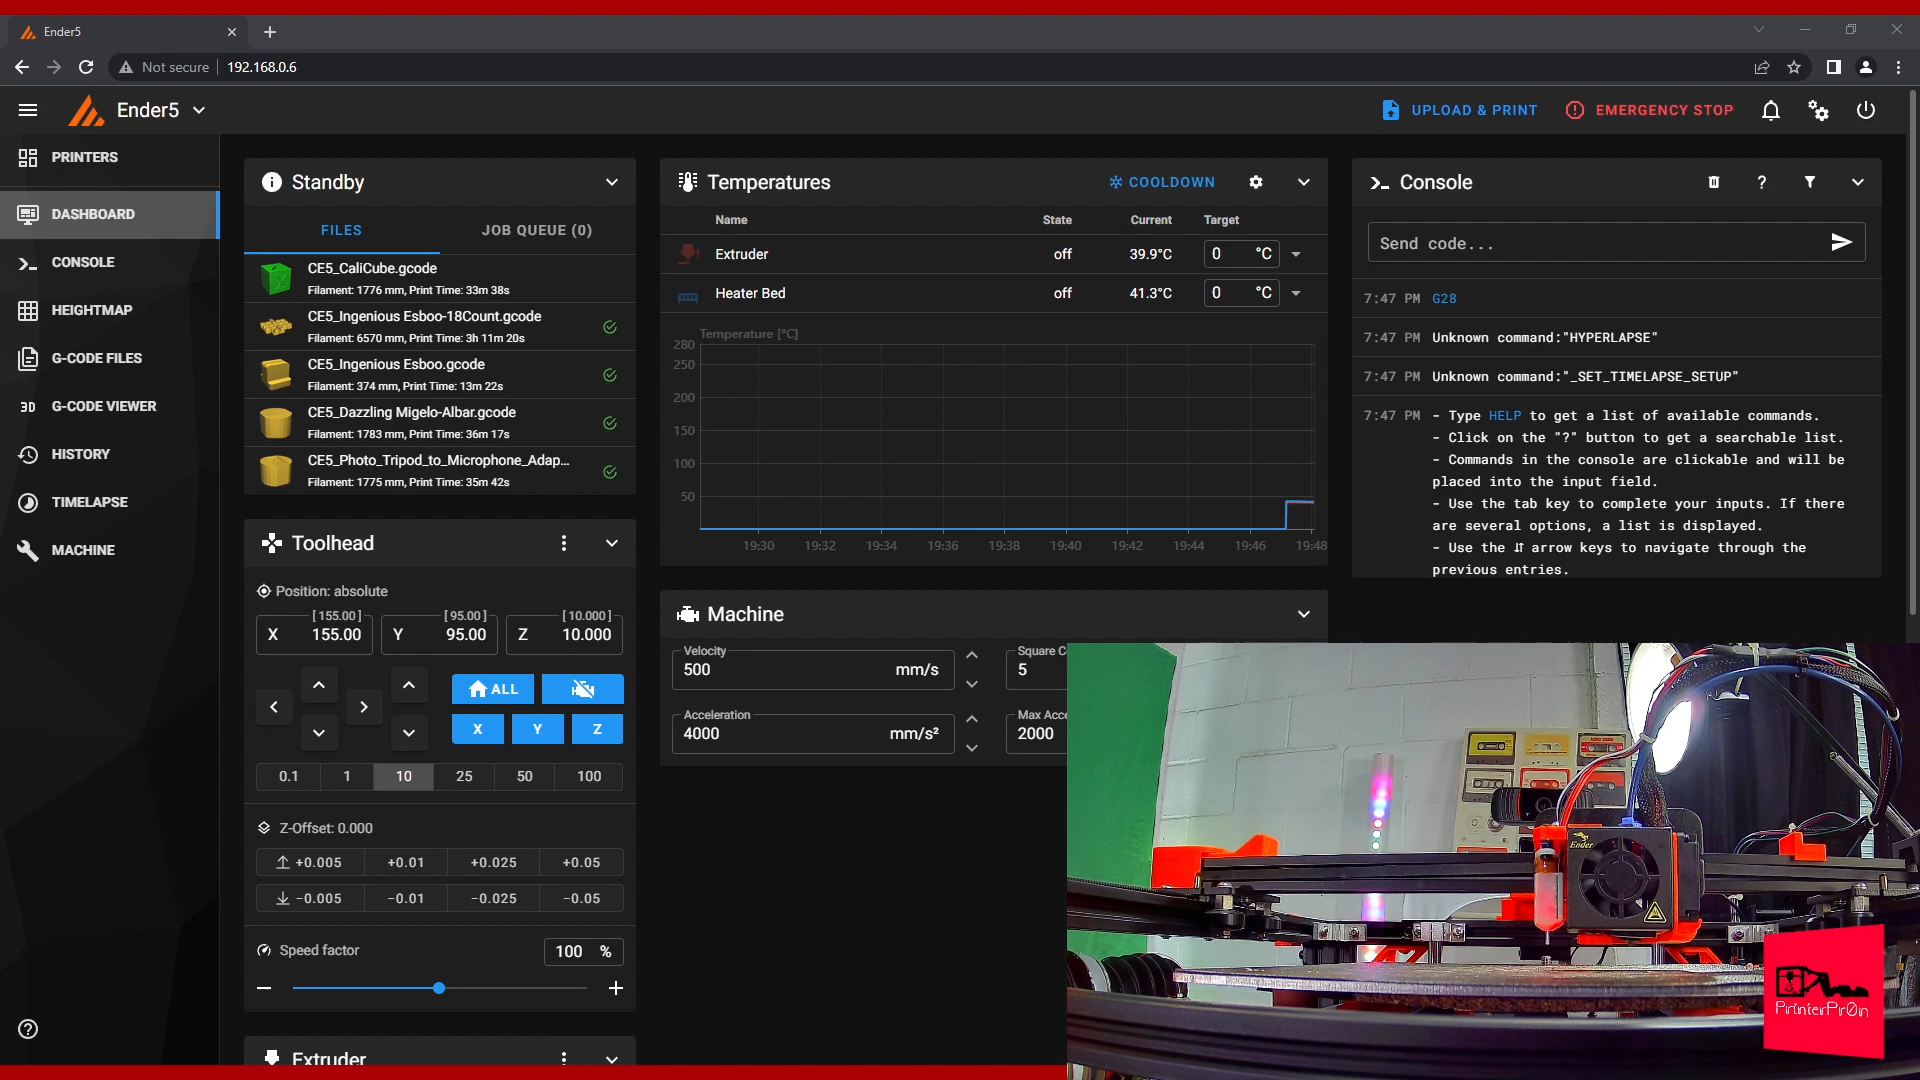 Ender5
Not secure
192.168.0.6
Ender5
UPLOAD & PRINT
EMERGENCY STOP
PRINTERS
DASHBOARD
CONSOLE
HEIGHTMAP
G-CODE FILES
3D
G-CODE VIEWER
HISTORY
TIMELAPSE
MACHINE
Standby
FILES
JOB QUEUE (0)
CE5_CaliCube.gcode
Filament: 1776 mm, Print Time: 33m 38s
CE5_Ingenious Esboo-18Count.gcode
Filament: 6570 mm, Print Time: 3h 11m 20s
CE5_Ingenious Esboo.gcode
Filament: 374 mm, Print Time: 13m 22s
CE5_Dazzling Migelo-Albar.gcode
Filament: 1783 mm, Print Time: 36m 17s
CE5_Photo_Tripod_to_Microphone_Adap...
Filament: 1775 mm, Print Time: 35m 42s
Toolhead
Position: absolute
[ 155.00 ]
[ 95.00 ]
[ 10.000 ]
X 155.00
Y 95.00
Z 10.000
ALL
X
Y
Z
0.1
1
10
25
50
100
Z-Offset: 0.000
+0.005
+0.01
+0.025
+0.05
−0.005
−0.01
−0.025
−0.05
Speed factor
100 %
Extruder
Temperatures
COOLDOWN
Name State Current Target
Extruder off 39.9°C 0 °C
Heater Bed off 41.3°C 0 °C
Temperature [°C]
280
250
200
150
100
50
19:30 19:32 19:34 19:36 19:38 19:40 19:42 19:44 19:46 19:48
Machine
Velocity
500 mm/s
Square C
5
Acceleration
4000 mm/s²
Max Acce
2000
Console
Send code...
7:47 PM G28
7:47 PM Unknown command:"HYPERLAPSE"
7:47 PM Unknown command:"_SET_TIMELAPSE_SETUP"
7:47 PM - Type HELP to get a list of available commands.
- Click on the "?" button to get a searchable list.
- Commands in the console are clickable and will be
placed into the input field.
- Use the tab key to complete your inputs. If there
are several options, a list is displayed.
- Use the ⇵ arrow keys to navigate through the
previous entries.
Ender
PrinterPr0n